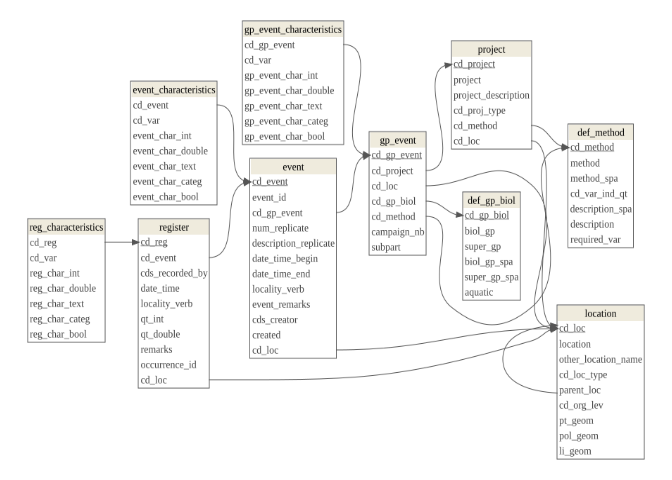 gp_event_characteristics
cd_gp_event
cd_var
gp_event_char_int
gp_event_char_double
gp_event_char_text
gp_event_char_categ
gp_event_char_bool
project
cd_project
project
project_description
cd_proj_type
cd_method
cd_loc
event_characteristics
cd_event
cd_var
event_char_int
event_char_double
event_char_text
event_char_categ
event_char_bool
def_method
cd_method
method
method_spa
cd_var_ind_qt
description_spa
description
required_var
gp_event
cd_gp_event
cd_project
cd_loc
cd_gp_biol
cd_method
campaign_nb
subpart
event
cd_event
event_id
cd_gp_event
num_replicate
description_replicate
date_time_begin
date_time_end
locality_verb
event_remarks
cds_creator
created
cd_loc
def_gp_biol
cd_gp_biol
biol_gp
super_gp
biol_gp_spa
super_gp_spa
aquatic
reg_characteristics
cd_reg
cd_var
reg_char_int
reg_char_double
reg_char_text
reg_char_categ
reg_char_bool
register
cd_reg
cd_event
cds_recorded_by
date_time
locality_verb
qt_int
qt_double
remarks
occurrence_id
cd_loc
location
cd_loc
location
other_location_name
cd_loc_type
parent_loc
cd_org_lev
pt_geom
pol_geom
li_geom